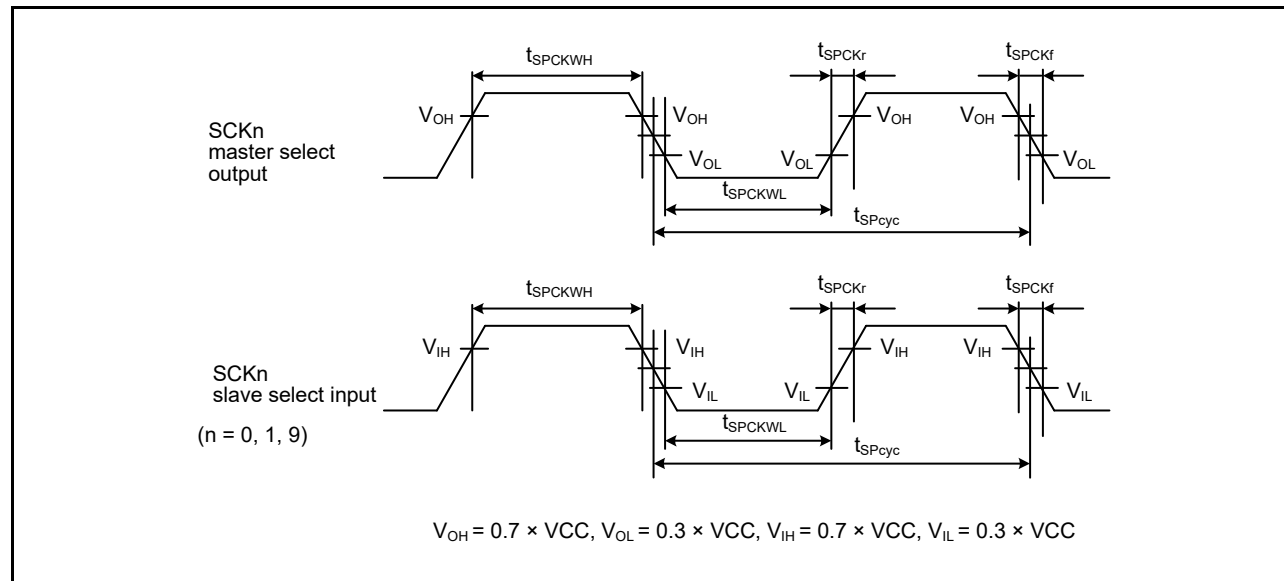 tSPCKWH
tSPCKr
tSPCKf
VOH
VOH
VOH
VOH
SCKn
master select
output
VOL
VOL
VOL
tSPCKWL
tSPcyc
tSPCKWH
tSPCKr
tSPCKf
VIH
VIH
VIH
VIH
SCKn
slave select input
VIL
VIL
VIL
(n = 0, 1, 9)
tSPCKWL
tSPcyc
VOH = 0.7 × VCC, VOL = 0.3 × VCC, VIH = 0.7 × VCC, VIL = 0.3 × VCC